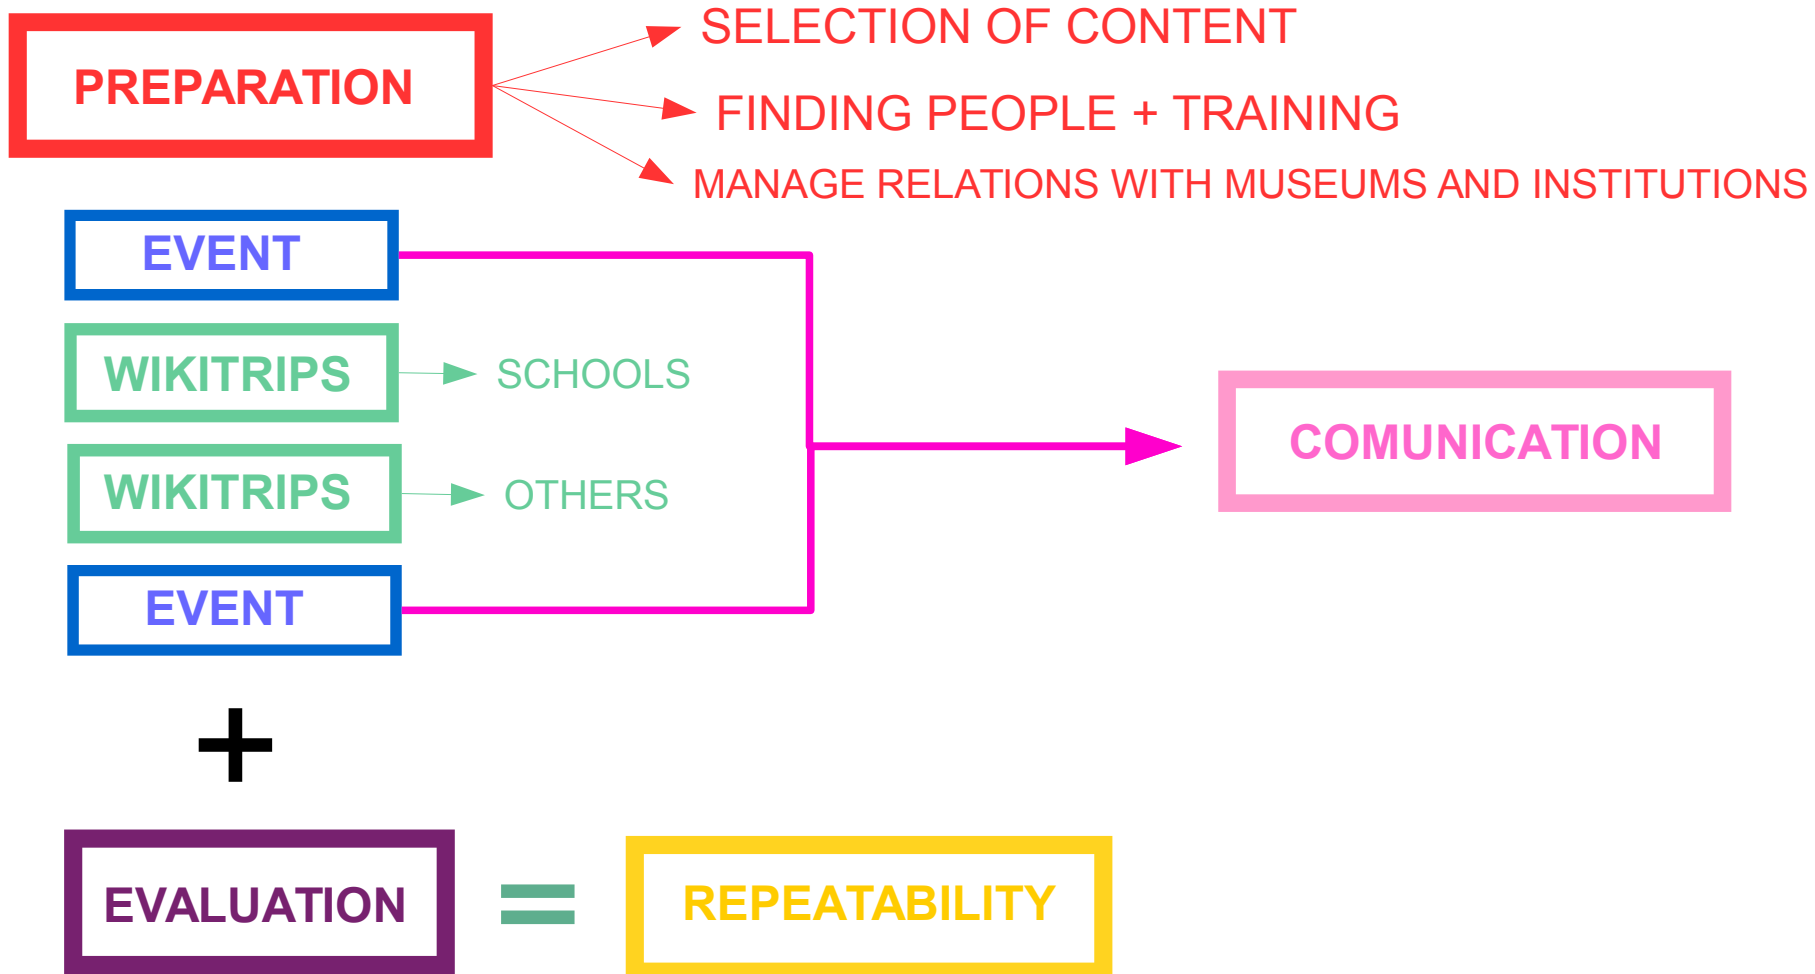 PREPARATION
SELECTION OF CONTENT
FINDING PEOPLE + TRAINING
MANAGE RELATIONS WITH MUSEUMS AND INSTITUTIONS
EVENT
WIKITRIPS
SCHOOLS
COMUNICATION
WIKITRIPS
OTHERS
EVENT
+
EVALUATION
=
REPEATABILITY